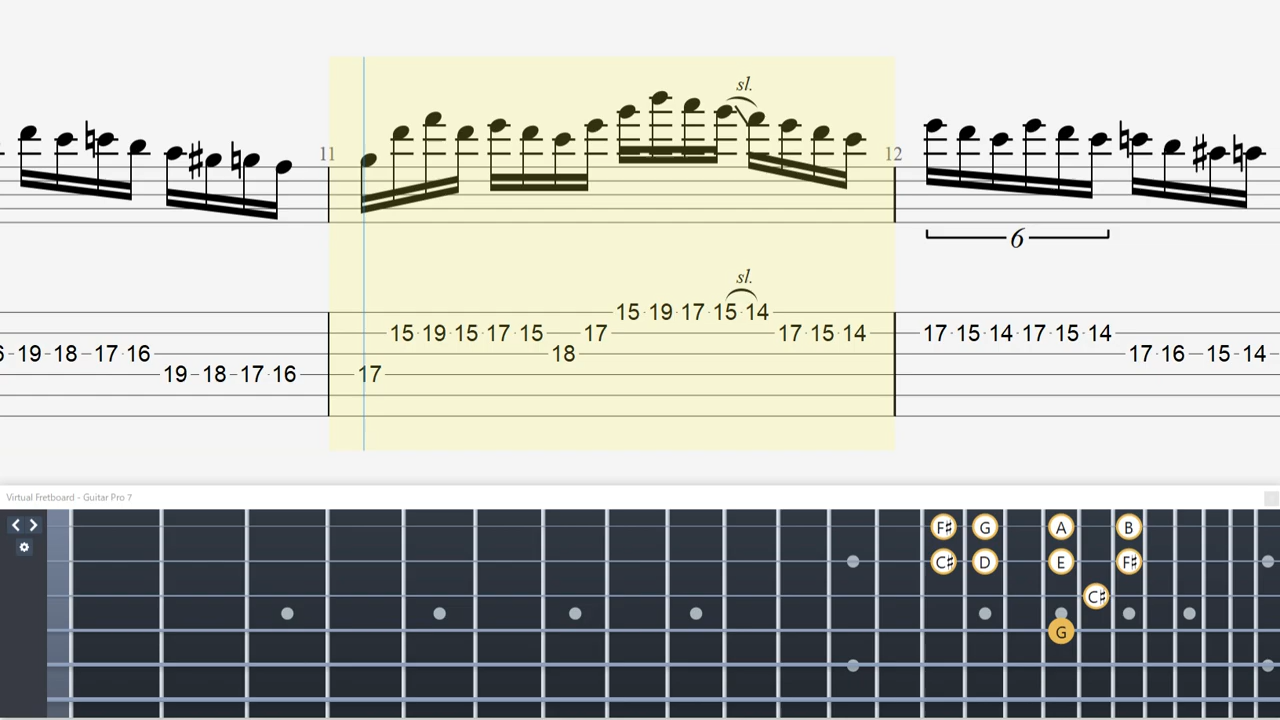 sl.
11
12
6
sl.
15 19 17 15 14
15 19 15 17 15 17 17 15 14 17 15 14 17 15 14
19 18 17 16 18 17 16 15 14
19 18 17 16 17
Virtual Fretboard - Guitar Pro 7
F# G A B
C# D E F#
C#
G